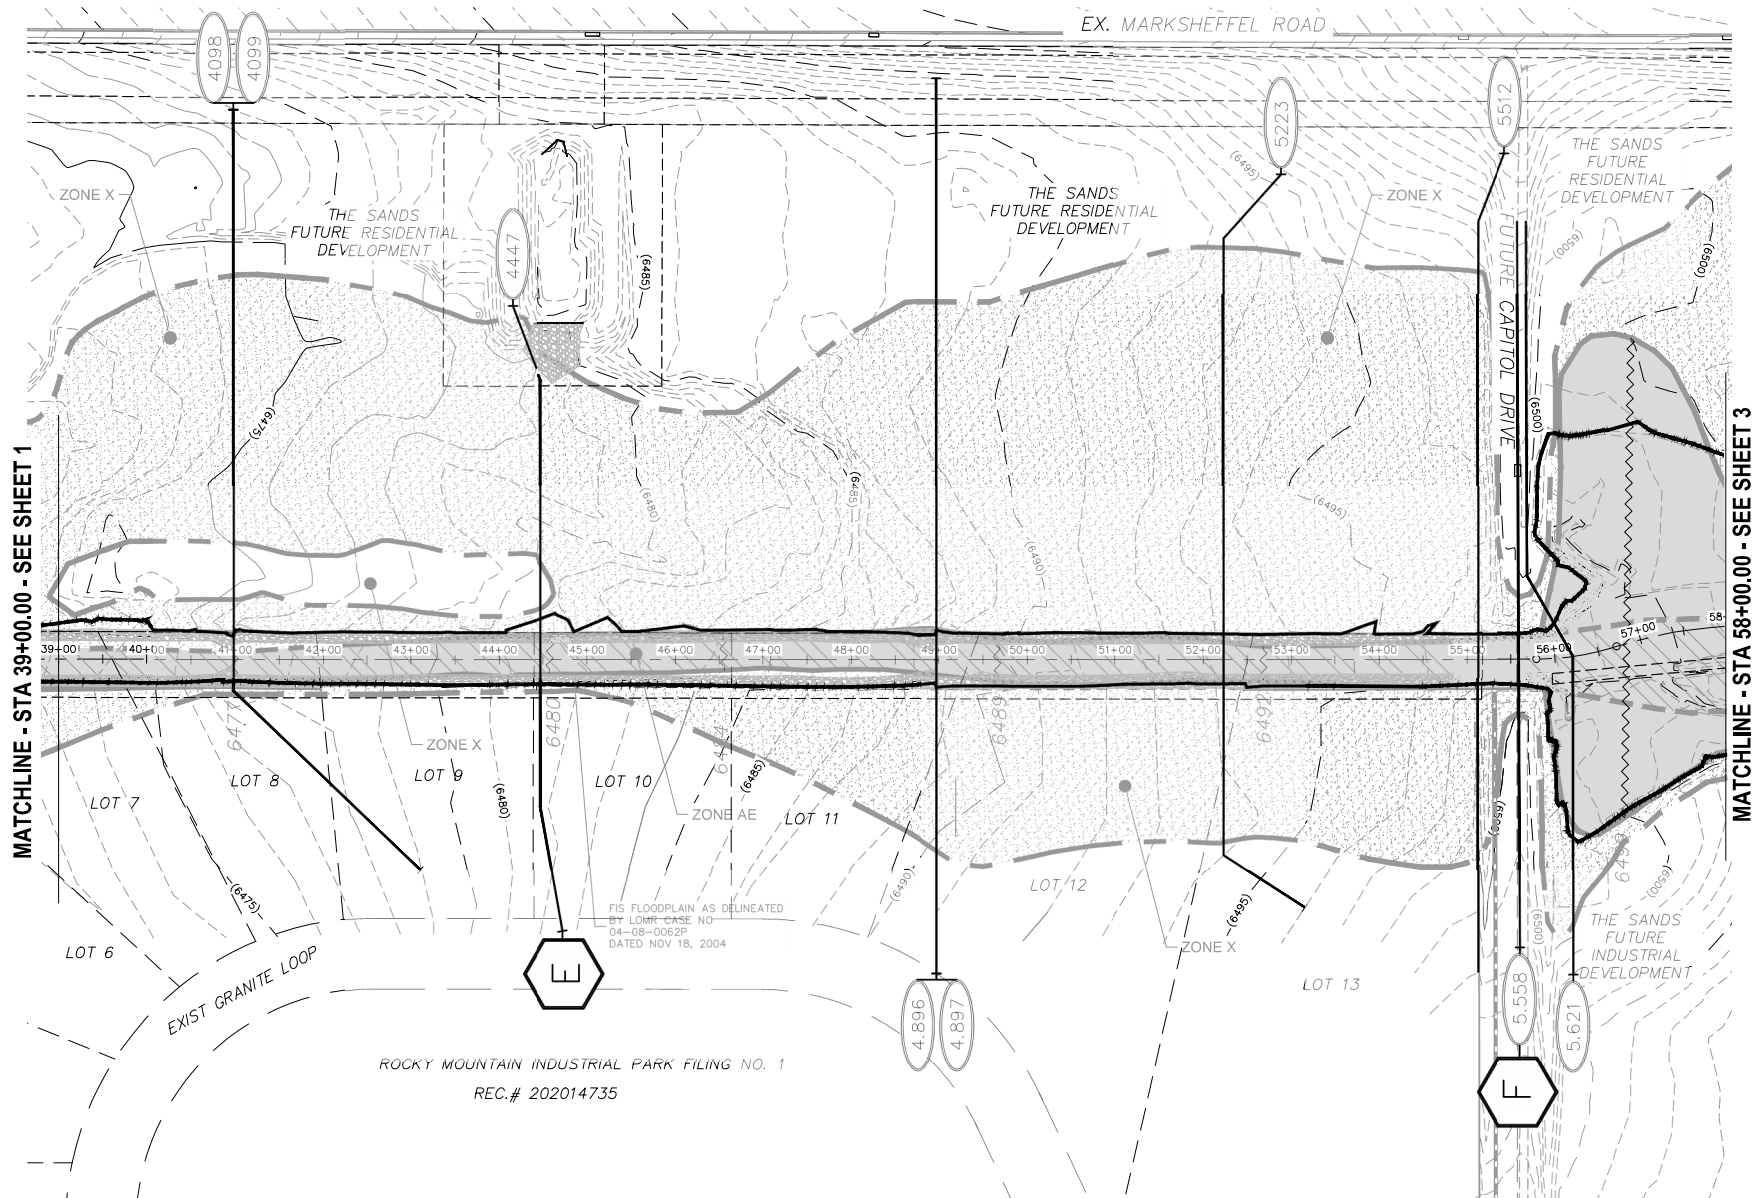 EX. MARKSHEFFEL ROAD
4098
4099
4447
5223
5512
ZONE X
THE SANDS
FUTURE RESIDENTIAL
DEVELOPMENT
THE SANDS
FUTURE RESIDENTIAL
DEVELOPMENT
ZONE X
THE SANDS
FUTURE
RESIDENTIAL
DEVELOPMENT
(6495)
(6485)
(6500)
(6500)
FUTURE CAPITOL DRIVE
(6500)
(6475)
(6480)
(6485)
(6490)
(6495)
MATCHLINE - STA 39+00.00 - SEE SHEET 1
MATCHLINE - STA 58+00.00 - SEE SHEET 3
39+00
40+00
41+00
42+00
43+00
44+00
45+00
46+00
47+00
48+00
49+00
50+00
51+00
52+00
53+00
54+00
55+00
56+00
57+00
58+
6480
6489
6492
ZONE X
LOT 7
LOT 8
LOT 9
LOT 10
LOT 11
ZONE AE
(6480)
(6485)
(6500)
(6500)
(6475)
(6490)
LOT 12
(6495)
ZONE X
LOT 6
EXIST GRANITE LOOP
FIS FLOODPLAIN AS DELINEATED
BY LOMR CASE NO
04-08-0062P
DATED NOV 18, 2004
THE SANDS
FUTURE
INDUSTRIAL
DEVELOPMENT
(6500)
LOT 13
E
4.896
4.897
5.558
5.621
F
ROCKY MOUNTAIN INDUSTRIAL PARK FILING NO. 1
REC.# 202014735